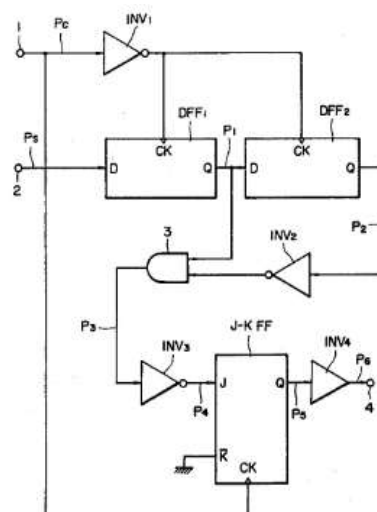 1
Pc
INV1
DFF1
DFF2
CK
CK
Ps
D
Q
P1
D
Q
2
3
INV2
P2
P3
J-K FF
INV3
INV4
P6
J
Q
P4
P5
4
K̅
CK